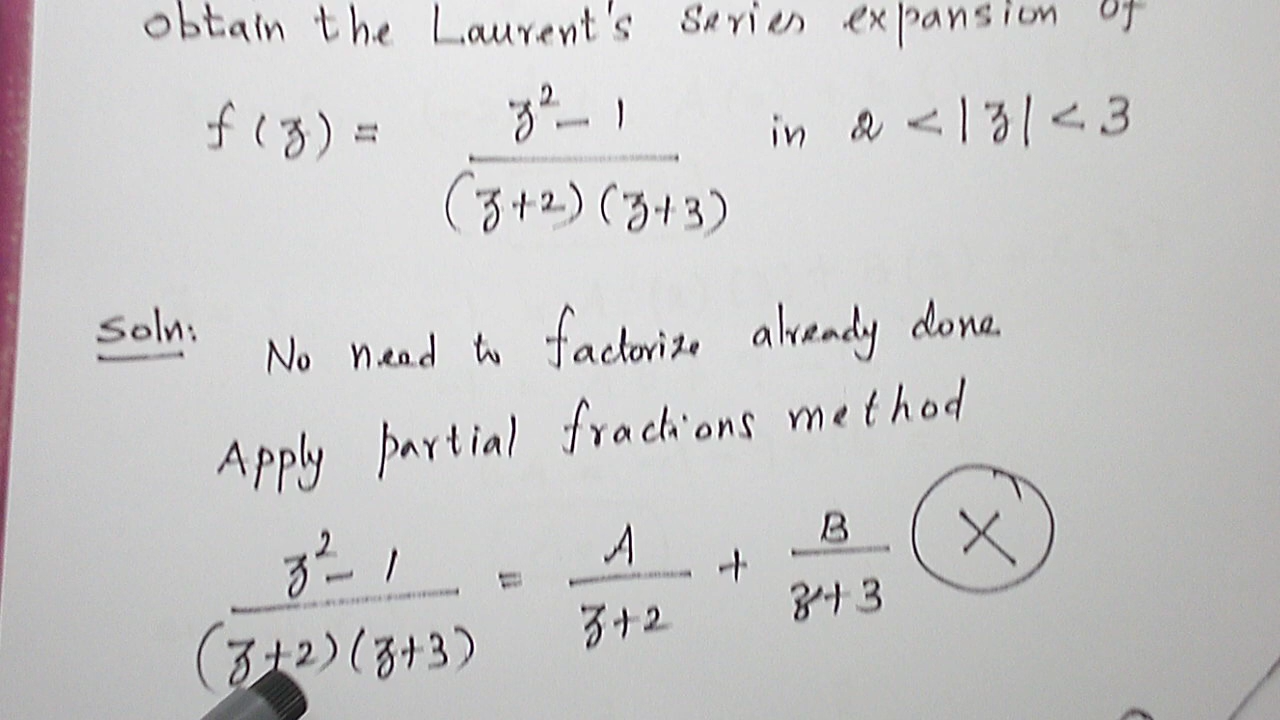 obtain the Laurent's series expansion of
f(z) = z² - 1 / (z+2)(z+3) in 2 < |z| < 3
Soln: No need to factorize already done
Apply partial fractions method
z² - 1 / (z+2)(z+3) = A / z+2 + B / z+3 X